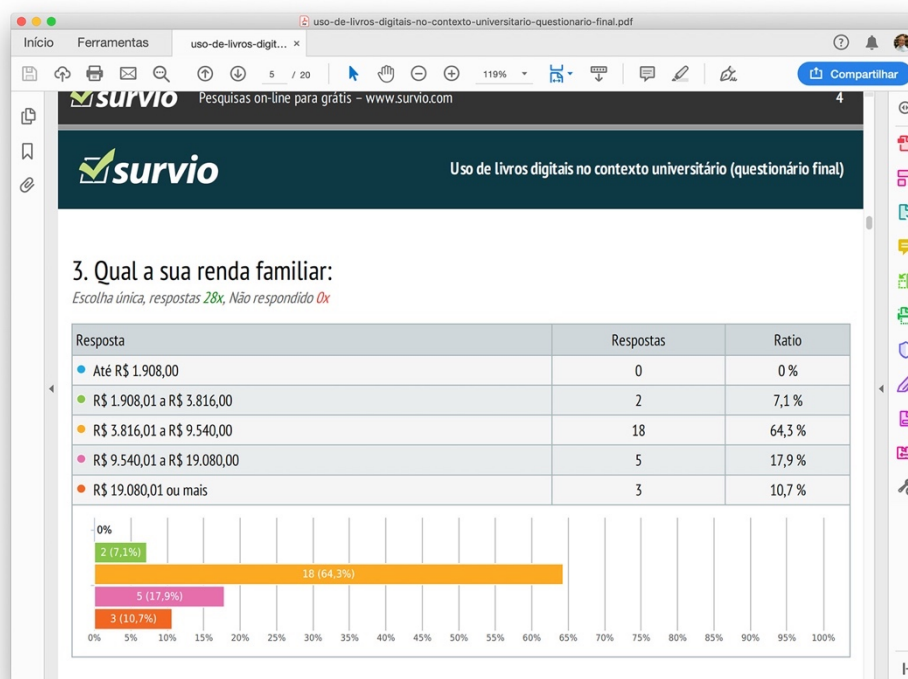 uso-de-livros-digitais-no-contexto-universitario-questionario-final.pdf
Início Ferramentas uso-de-livros-digit... ×
5 / 20 119% Compartilhar
survio Pesquisas on-line para grátis – www.survio.com 4
survio Uso de livros digitais no contexto universitário (questionário final)
3. Qual a sua renda familiar:
Escolha única, respostas 28x, Não respondido 0x
Resposta Respostas Ratio
Até R$ 1.908,00 0 0 %
R$ 1.908,01 a R$ 3.816,00 2 7,1 %
R$ 3.816,01 a R$ 9.540,00 18 64,3 %
R$ 9.540,01 a R$ 19.080,00 5 17,9 %
R$ 19.080,01 ou mais 3 10,7 %
0%
2 (7,1%)
18 (64,3%)
5 (17,9%)
3 (10,7%)
0% 5% 10% 15% 20% 25% 30% 35% 40% 45% 50% 55% 60% 65% 70% 75% 80% 85% 90% 95% 100%